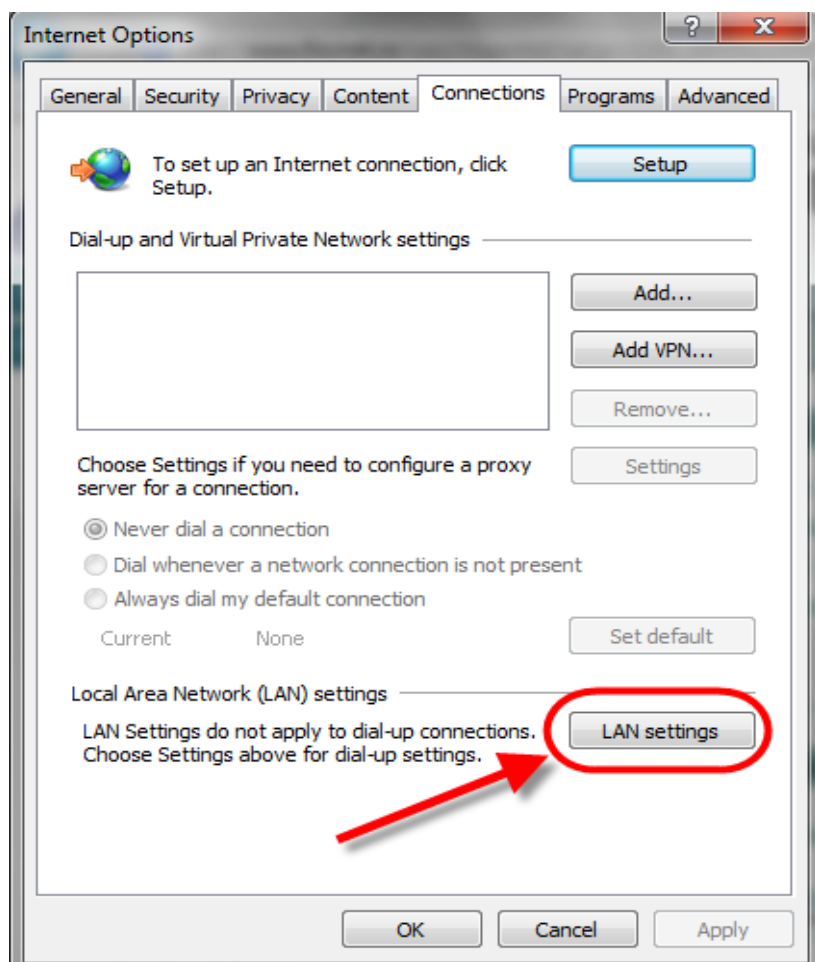 Internet Options
General Security Privacy Content Connections Programs Advanced
To set up an Internet connection, click
Setup.
Setup
Dial-up and Virtual Private Network settings
Add...
Add VPN...
Remove...
Choose Settings if you need to configure a proxy
server for a connection.
Settings
Never dial a connection
Dial whenever a network connection is not present
Always dial my default connection
Current None
Set default
Local Area Network (LAN) settings
LAN Settings do not apply to dial-up connections.
Choose Settings above for dial-up settings.
LAN settings
OK Cancel Apply